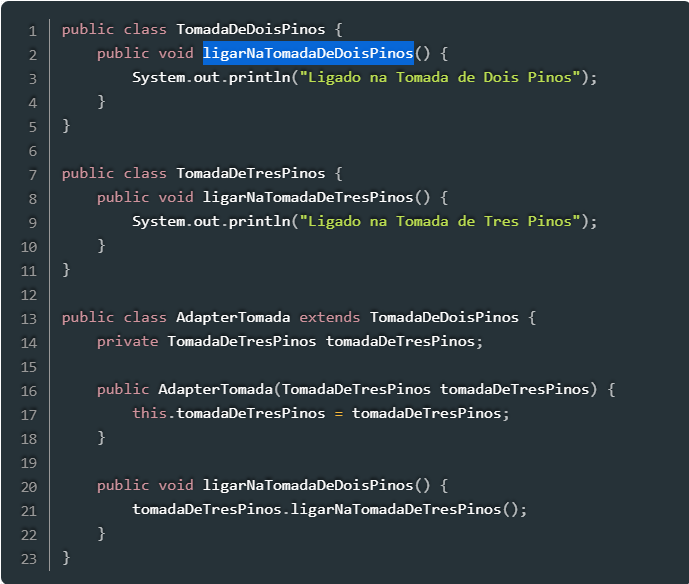 1 public class TomadaDeDoisPinos {
2     public void ligarNaTomadaDeDoisPinos() {
3         System.out.println("Ligado na Tomada de Dois Pinos");
4     }
5 }
6
7 public class TomadaDeTresPinos {
8     public void ligarNaTomadaDeTresPinos() {
9         System.out.println("Ligado na Tomada de Tres Pinos");
10     }
11 }
12
13 public class AdapterTomada extends TomadaDeDoisPinos {
14     private TomadaDeTresPinos tomadaDeTresPinos;
15
16     public AdapterTomada(TomadaDeTresPinos tomadaDeTresPinos) {
17         this.tomadaDeTresPinos = tomadaDeTresPinos;
18     }
19
20     public void ligarNaTomadaDeDoisPinos() {
21         tomadaDeTresPinos.ligarNaTomadaDeTresPinos();
22     }
23 }